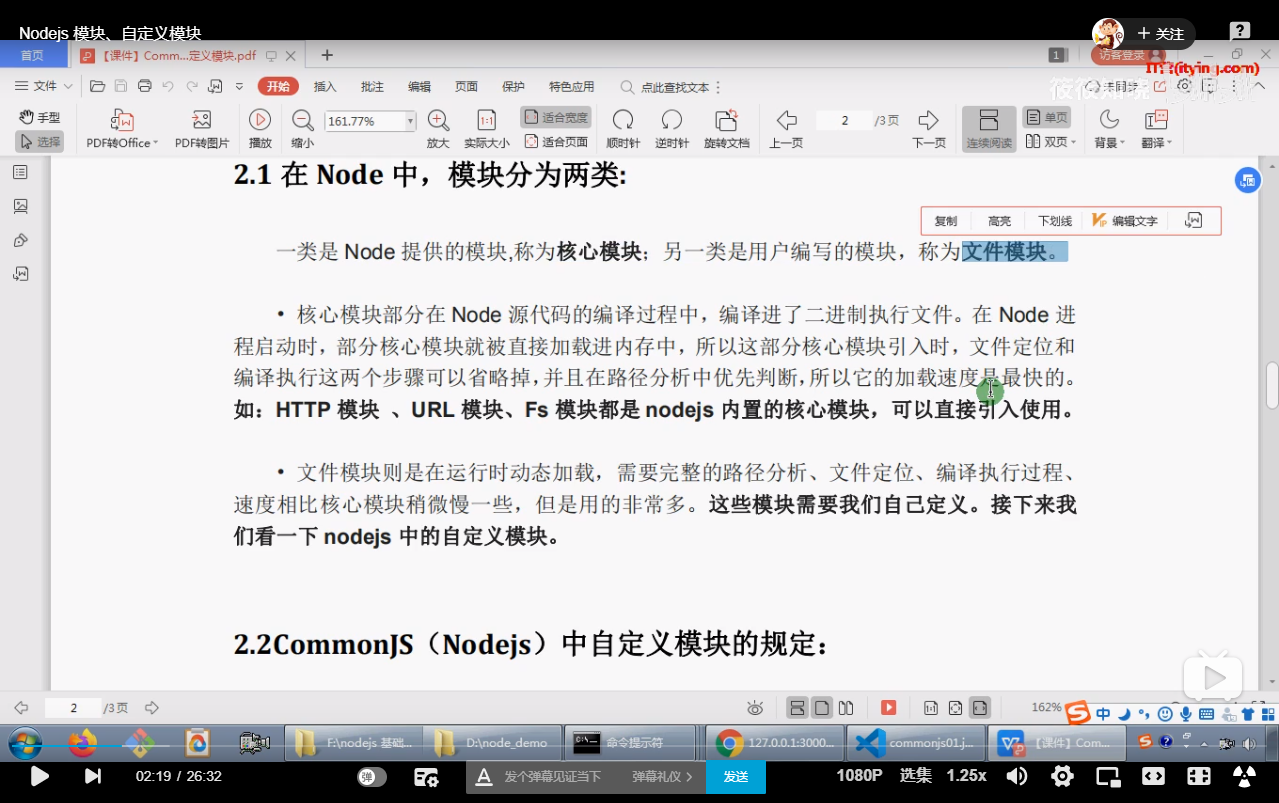 Nodejs 模块、自定义模块
+ 关注
首页
【课件】Comm...定义模块.pdf
1
访客登录
IT营(itying.com)
文件
开始
插入
批注
编辑
页面
保护
特色应用
点此查找文本
未同步
手型
选择
PDF转Office
PDF转图片
播放
缩小
161.77%
放大
实际大小
适合宽度
适合页面
顺时针
逆时针
旋转文档
上一页
2
/3页
下一页
连续阅读
单页
双页
背景
翻译
2.1 在 Node 中，模块分为两类:
复制
高亮
下划线
编辑文字
一类是 Node 提供的模块,称为核心模块；另一类是用户编写的模块，称为文件模块。
• 核心模块部分在 Node 源代码的编译过程中，编译进了二进制执行文件。在 Node 进
程启动时，部分核心模块就被直接加载进内存中，所以这部分核心模块引入时，文件定位和
编译执行这两个步骤可以省略掉，并且在路径分析中优先判断，所以它的加载速度是最快的。
如：HTTP 模块 、URL 模块、Fs 模块都是 nodejs 内置的核心模块，可以直接引入使用。
• 文件模块则是在运行时动态加载，需要完整的路径分析、文件定位、编译执行过程、
速度相比核心模块稍微慢一些，但是用的非常多。这些模块需要我们自己定义。接下来我
们看一下 nodejs 中的自定义模块。
2.2CommonJS（Nodejs）中自定义模块的规定：
2
/3页
162%
中
F:\nodejs 基础...
D:\node_demo
命令提示符
127.0.0.1:3000...
commonjs01.j...
【课件】Com...
02:19 / 26:32
弹
发个弹幕见证当下
弹幕礼仪
发送
1080P
选集
1.25x